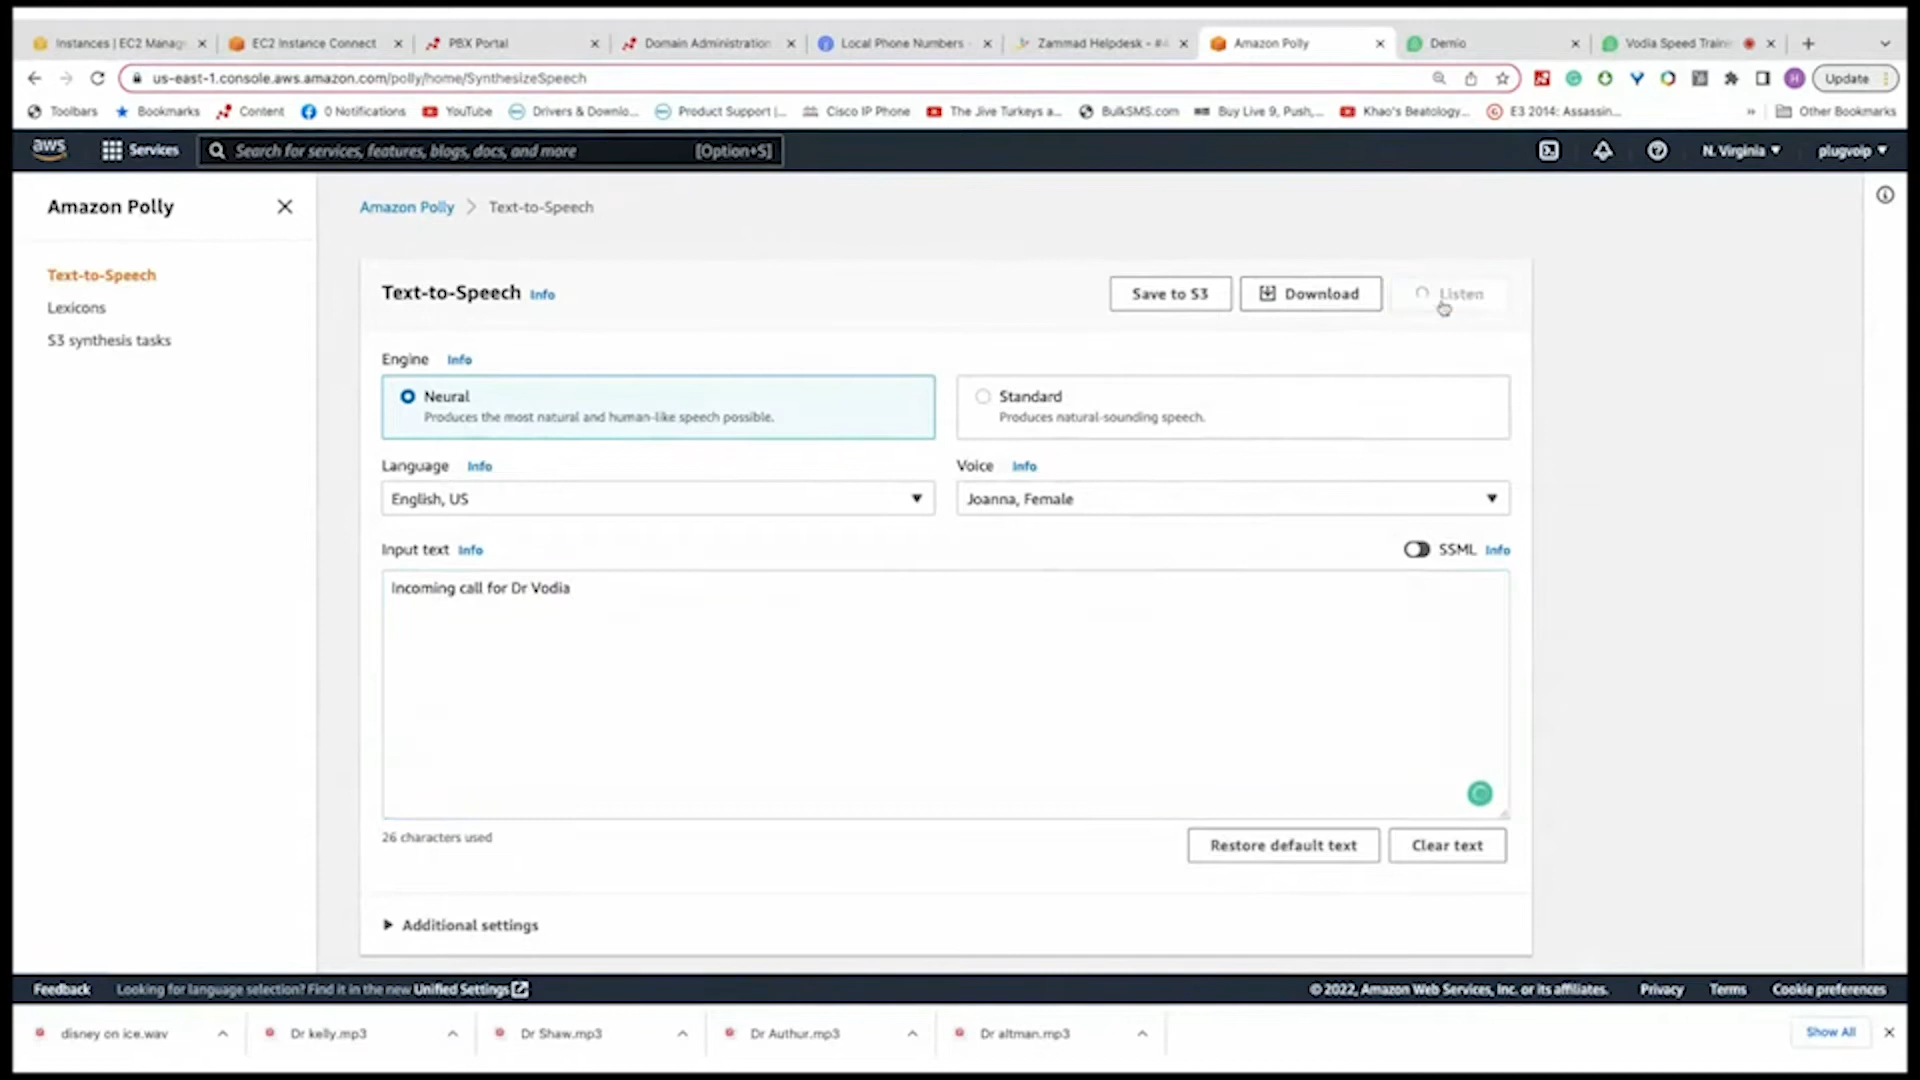 Instances | EC2 Manag
EC2 Instance Connect
PBX Portal
Domain Administration
Local Phone Numbers -
Zammad Helpdesk - #4
Amazon Polly
Demio
Vodia Speed Traini
us-east-1.console.aws.amazon.com/polly/home/SynthesizeSpeech
H
Update
Toolbars
Bookmarks
Content
0 Notifications
YouTube
Drivers & Downlo...
Product Support |...
Cisco IP Phone
The Jive Turkeys a...
BulkSMS.com
Buy Live 9, Push,...
Khao's Beatology...
E3 2014: Assassin...
»
Other Bookmarks
aws
Services
Search for services, features, blogs, docs, and more
[Option+S]
N. Virginia
plugvoip
Amazon Polly
Amazon Polly
Text-to-Speech
Text-to-Speech
Lexicons
S3 synthesis tasks
Text-to-Speech Info
Save to S3
Download
Listen
Engine Info
Neural
Produces the most natural and human-like speech possible.
Standard
Produces natural-sounding speech.
Language Info
English, US
Voice Info
Joanna, Female
Input text Info
SSML Info
Incoming call for Dr Vodia
26 characters used
Restore default text
Clear text
Additional settings
Feedback
Looking for language selection? Find it in the new Unified Settings
© 2022, Amazon Web Services, Inc. or its affiliates.
Privacy
Terms
Cookie preferences
disney on ice.wav
Dr kelly.mp3
Dr Shaw.mp3
Dr Authur.mp3
Dr altman.mp3
Show All